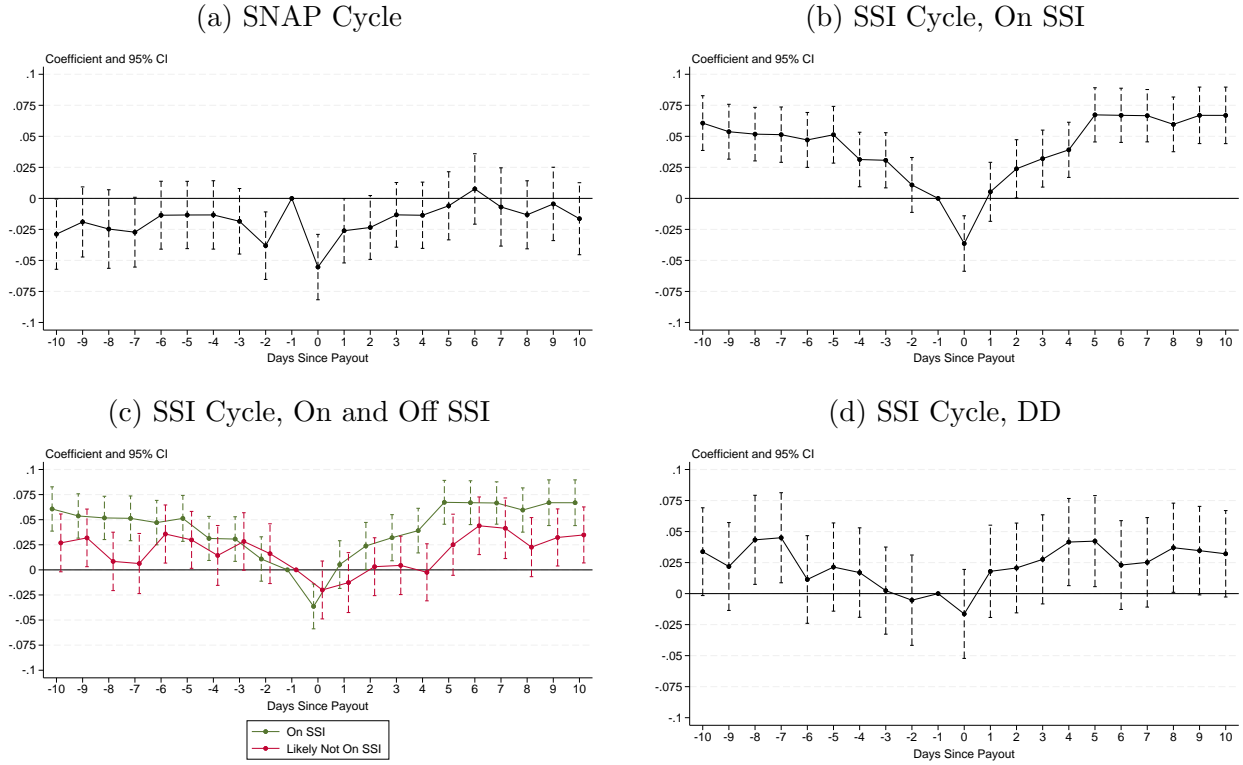 (a) SNAP Cycle
Coefficient and 95% CI
.1
.075
.05
.025
0
-.025
-.05
-.075
-.1
-10 -9 -8 -7 -6 -5 -4 -3 -2 -1 0 1 2 3 4 5 6 7 8 9 10
Days Since Payout
(b) SSI Cycle, On SSI
Coefficient and 95% CI
.1
.075
.05
.025
0
-.025
-.05
-.075
-.1
-10 -9 -8 -7 -6 -5 -4 -3 -2 -1 0 1 2 3 4 5 6 7 8 9 10
Days Since Payout
(c) SSI Cycle, On and Off SSI
Coefficient and 95% CI
.1
.075
.05
.025
0
-.025
-.05
-.075
-.1
-10 -9 -8 -7 -6 -5 -4 -3 -2 -1 0 1 2 3 4 5 6 7 8 9 10
Days Since Payout
On SSI
Likely Not On SSI
(d) SSI Cycle, DD
Coefficient and 95% CI
.1
.075
.05
.025
0
-.025
-.05
-.075
-.1
-10 -9 -8 -7 -6 -5 -4 -3 -2 -1 0 1 2 3 4 5 6 7 8 9 10
Days Since Payout